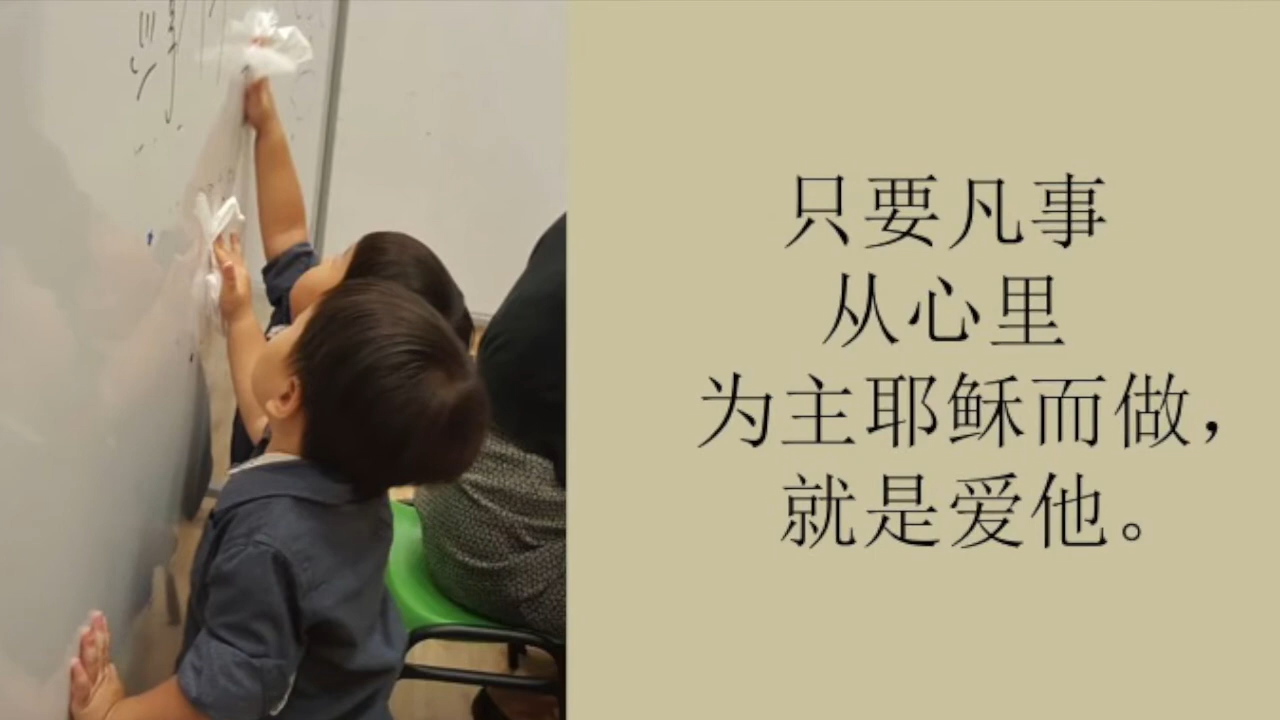 只要凡事
从心里
为主耶稣而做，
就是爱他。